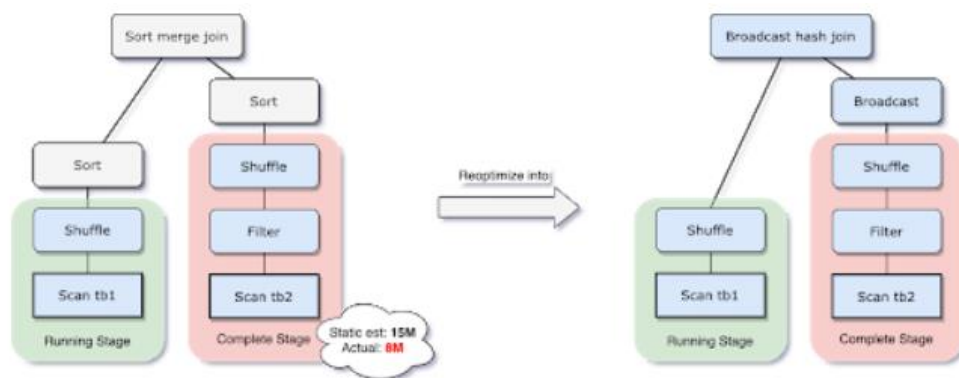 Sort merge join
Sort
Sort
Shuffle
Shuffle
Filter
Scan tb1
Scan tb2
Running Stage
Complete Stage
Static est: 15M
Actual: 8M
Reoptimize into:
Broadcast hash join
Broadcast
Shuffle
Shuffle
Filter
Scan tb1
Scan tb2
Running Stage
Complete Stage